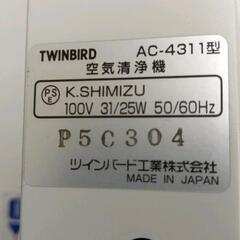 TWINBIRD AC-4311型
空気清浄機
PSE K.SHIMIZU
100V 31/25W 50/60Hz
P5C304
ツインバード工業株式会社
MADE IN JAPAN